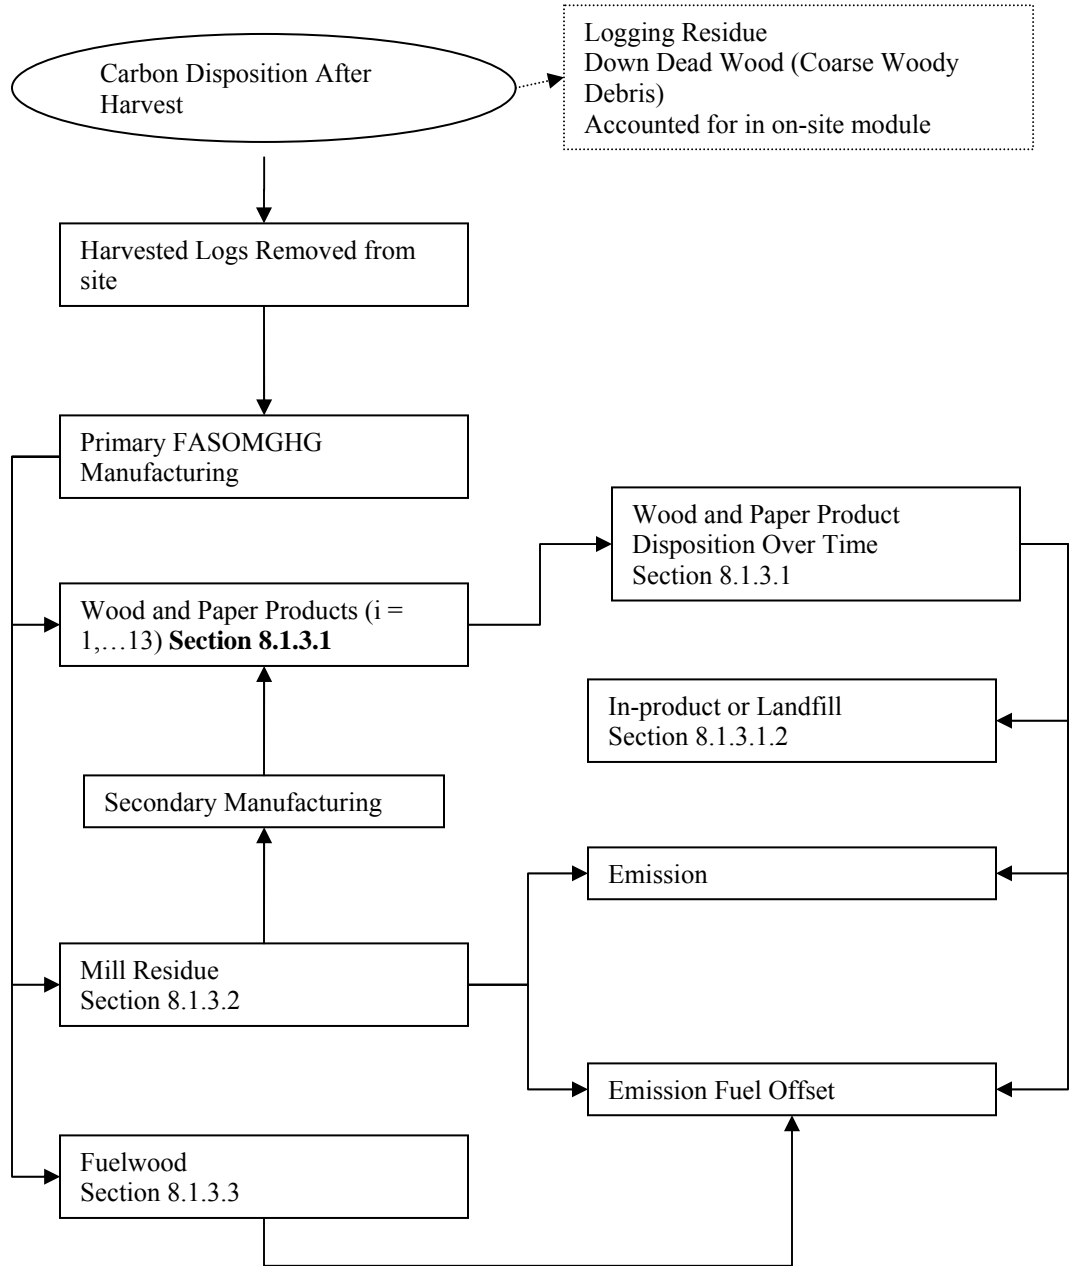 Carbon Disposition After
Harvest
Logging Residue
Down Dead Wood (Coarse Woody
Debris)
Accounted for in on-site module
Harvested Logs Removed from
site
Primary FASOMGHG
Manufacturing
Wood and Paper Product
Disposition Over Time
Section 8.1.3.1
Wood and Paper Products (i =
1,…13) Section 8.1.3.1
In-product or Landfill
Section 8.1.3.1.2
Secondary Manufacturing
Emission
Mill Residue
Section 8.1.3.2
Emission Fuel Offset
Fuelwood
Section 8.1.3.3